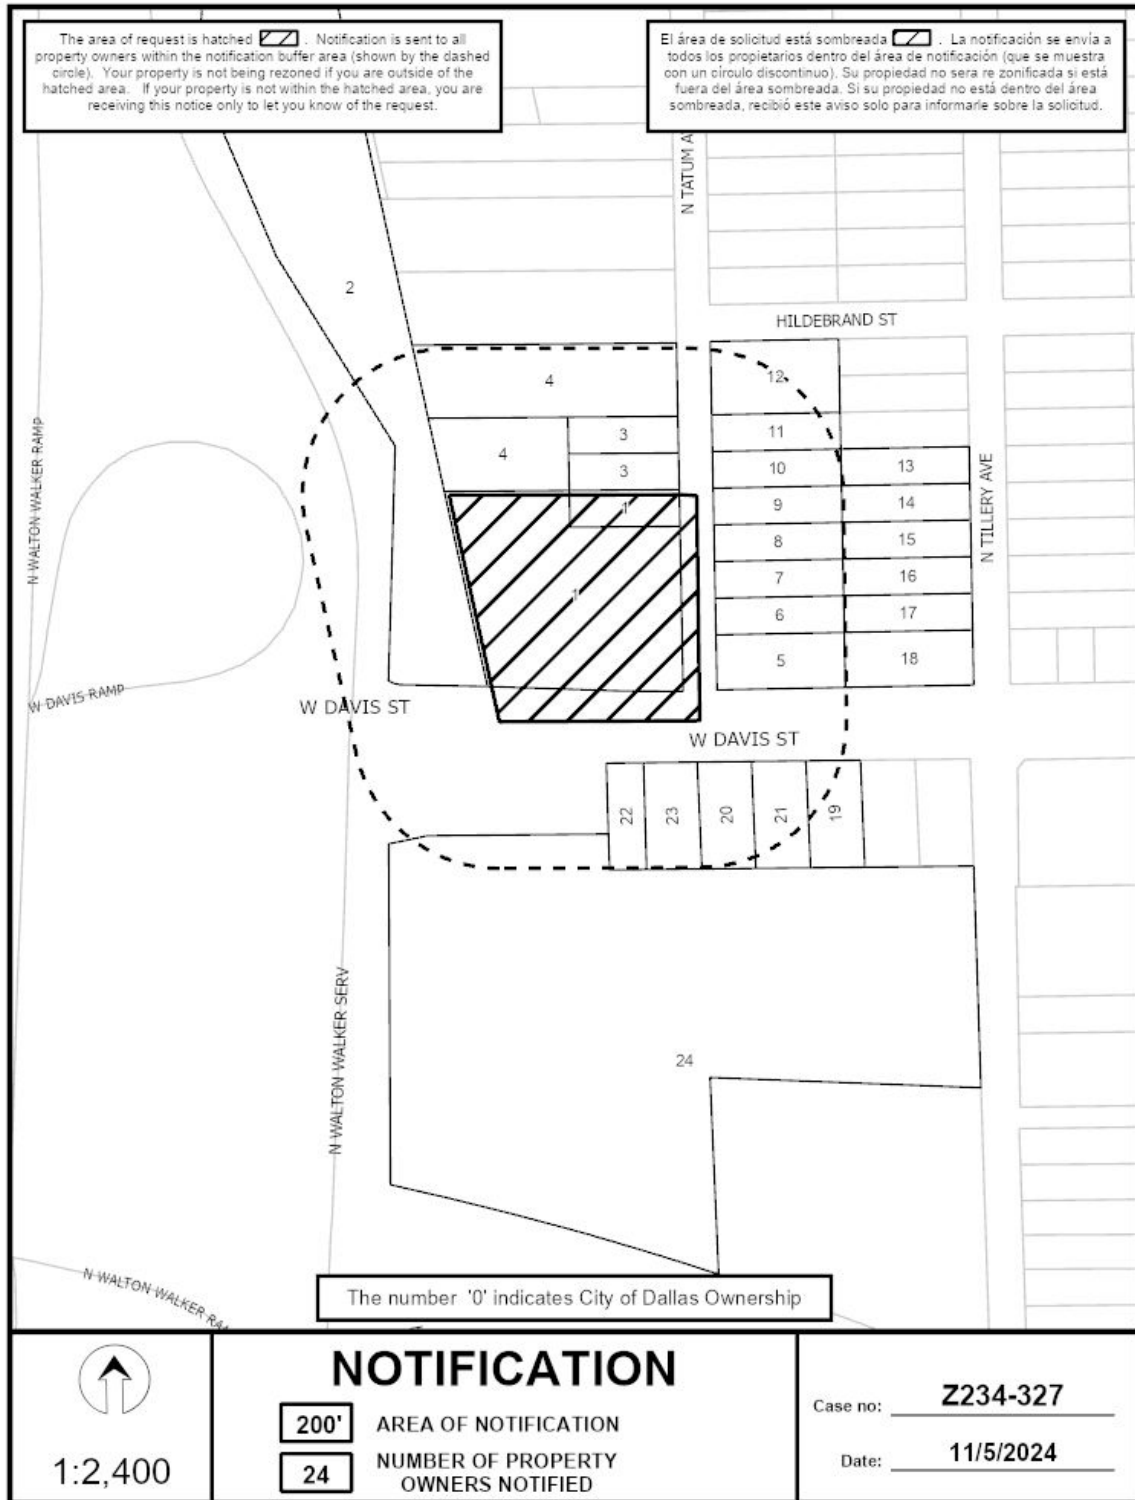 The area of request is hatched . Notification is sent to all
property owners within the notification buffer area (shown by the dashed
circle). Your property is not being rezoned if you are outside of the
hatched area. If your property is not within the hatched area, you are
receiving this notice only to let you know of the request.
El área de solicitud está sombreada . La notificación se envía a
todos los propietarios dentro del área de notificación (que se muestra
con un círculo discontinuo). Su propiedad no sera re zonificada si está
fuera del área sombreada. Si su propiedad no está dentro del área
sombreada, recibió este aviso solo para informarle sobre la solicitud.
N TATUM A
2
HILDEBRAND ST
4
12
3
11
4
3
10
13
1
9
14
8
15
1
7
16
6
17
5
18
N WALTON WALKER RAMP
N TILLERY AVE
W DAVIS RAMP
W DAVIS ST
W DAVIS ST
22
23
20
21
19
N WALTON WALKER SERV
24
N WALTON WALKER RA
The number '0' indicates City of Dallas Ownership
1:2,400
NOTIFICATION
200' AREA OF NOTIFICATION
24 NUMBER OF PROPERTY
OWNERS NOTIFIED
Case no: Z234-327
Date: 11/5/2024